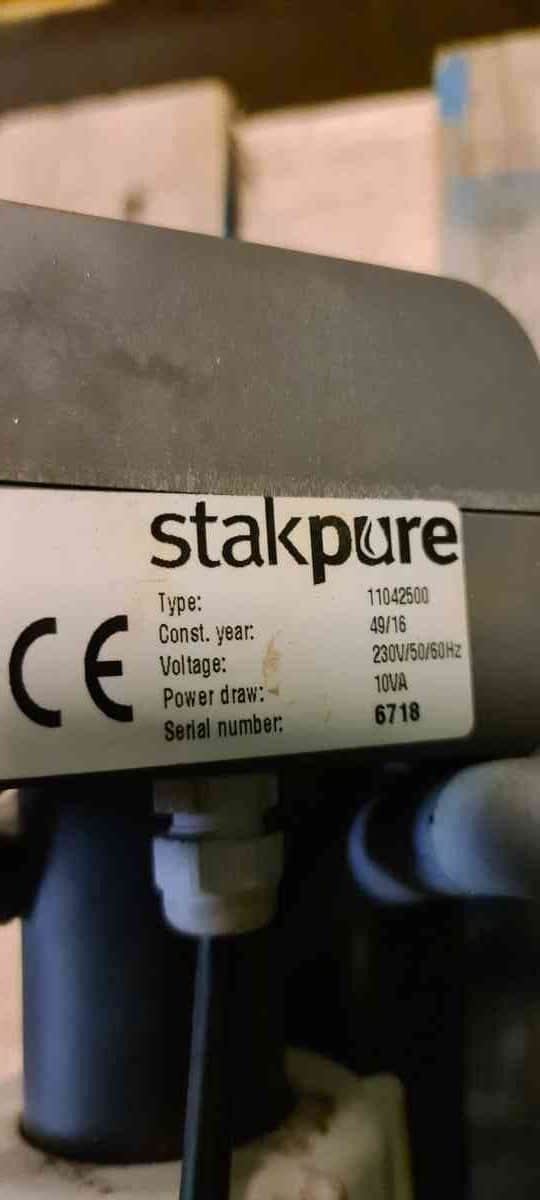 stakpure
CE
Type: 11042500
Const. year: 49/16
Voltage: 230V/50/60Hz
Power draw: 10VA
Serial number: 6718